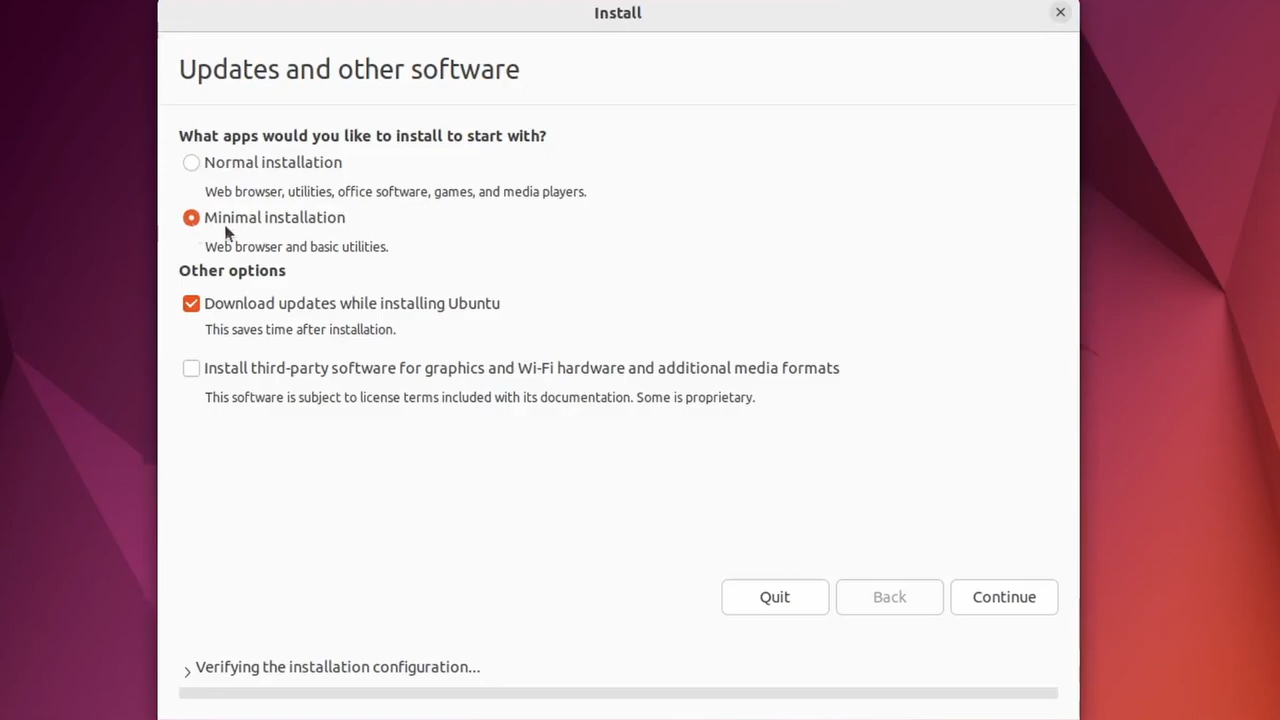 Install
Updates and other software
What apps would you like to install to start with?
Normal installation
Web browser, utilities, office software, games, and media players.
Minimal installation
Web browser and basic utilities.
Other options
Download updates while installing Ubuntu
This saves time after installation.
Install third-party software for graphics and Wi-Fi hardware and additional media formats
This software is subject to license terms included with its documentation. Some is proprietary.
Quit
Back
Continue
Verifying the installation configuration...